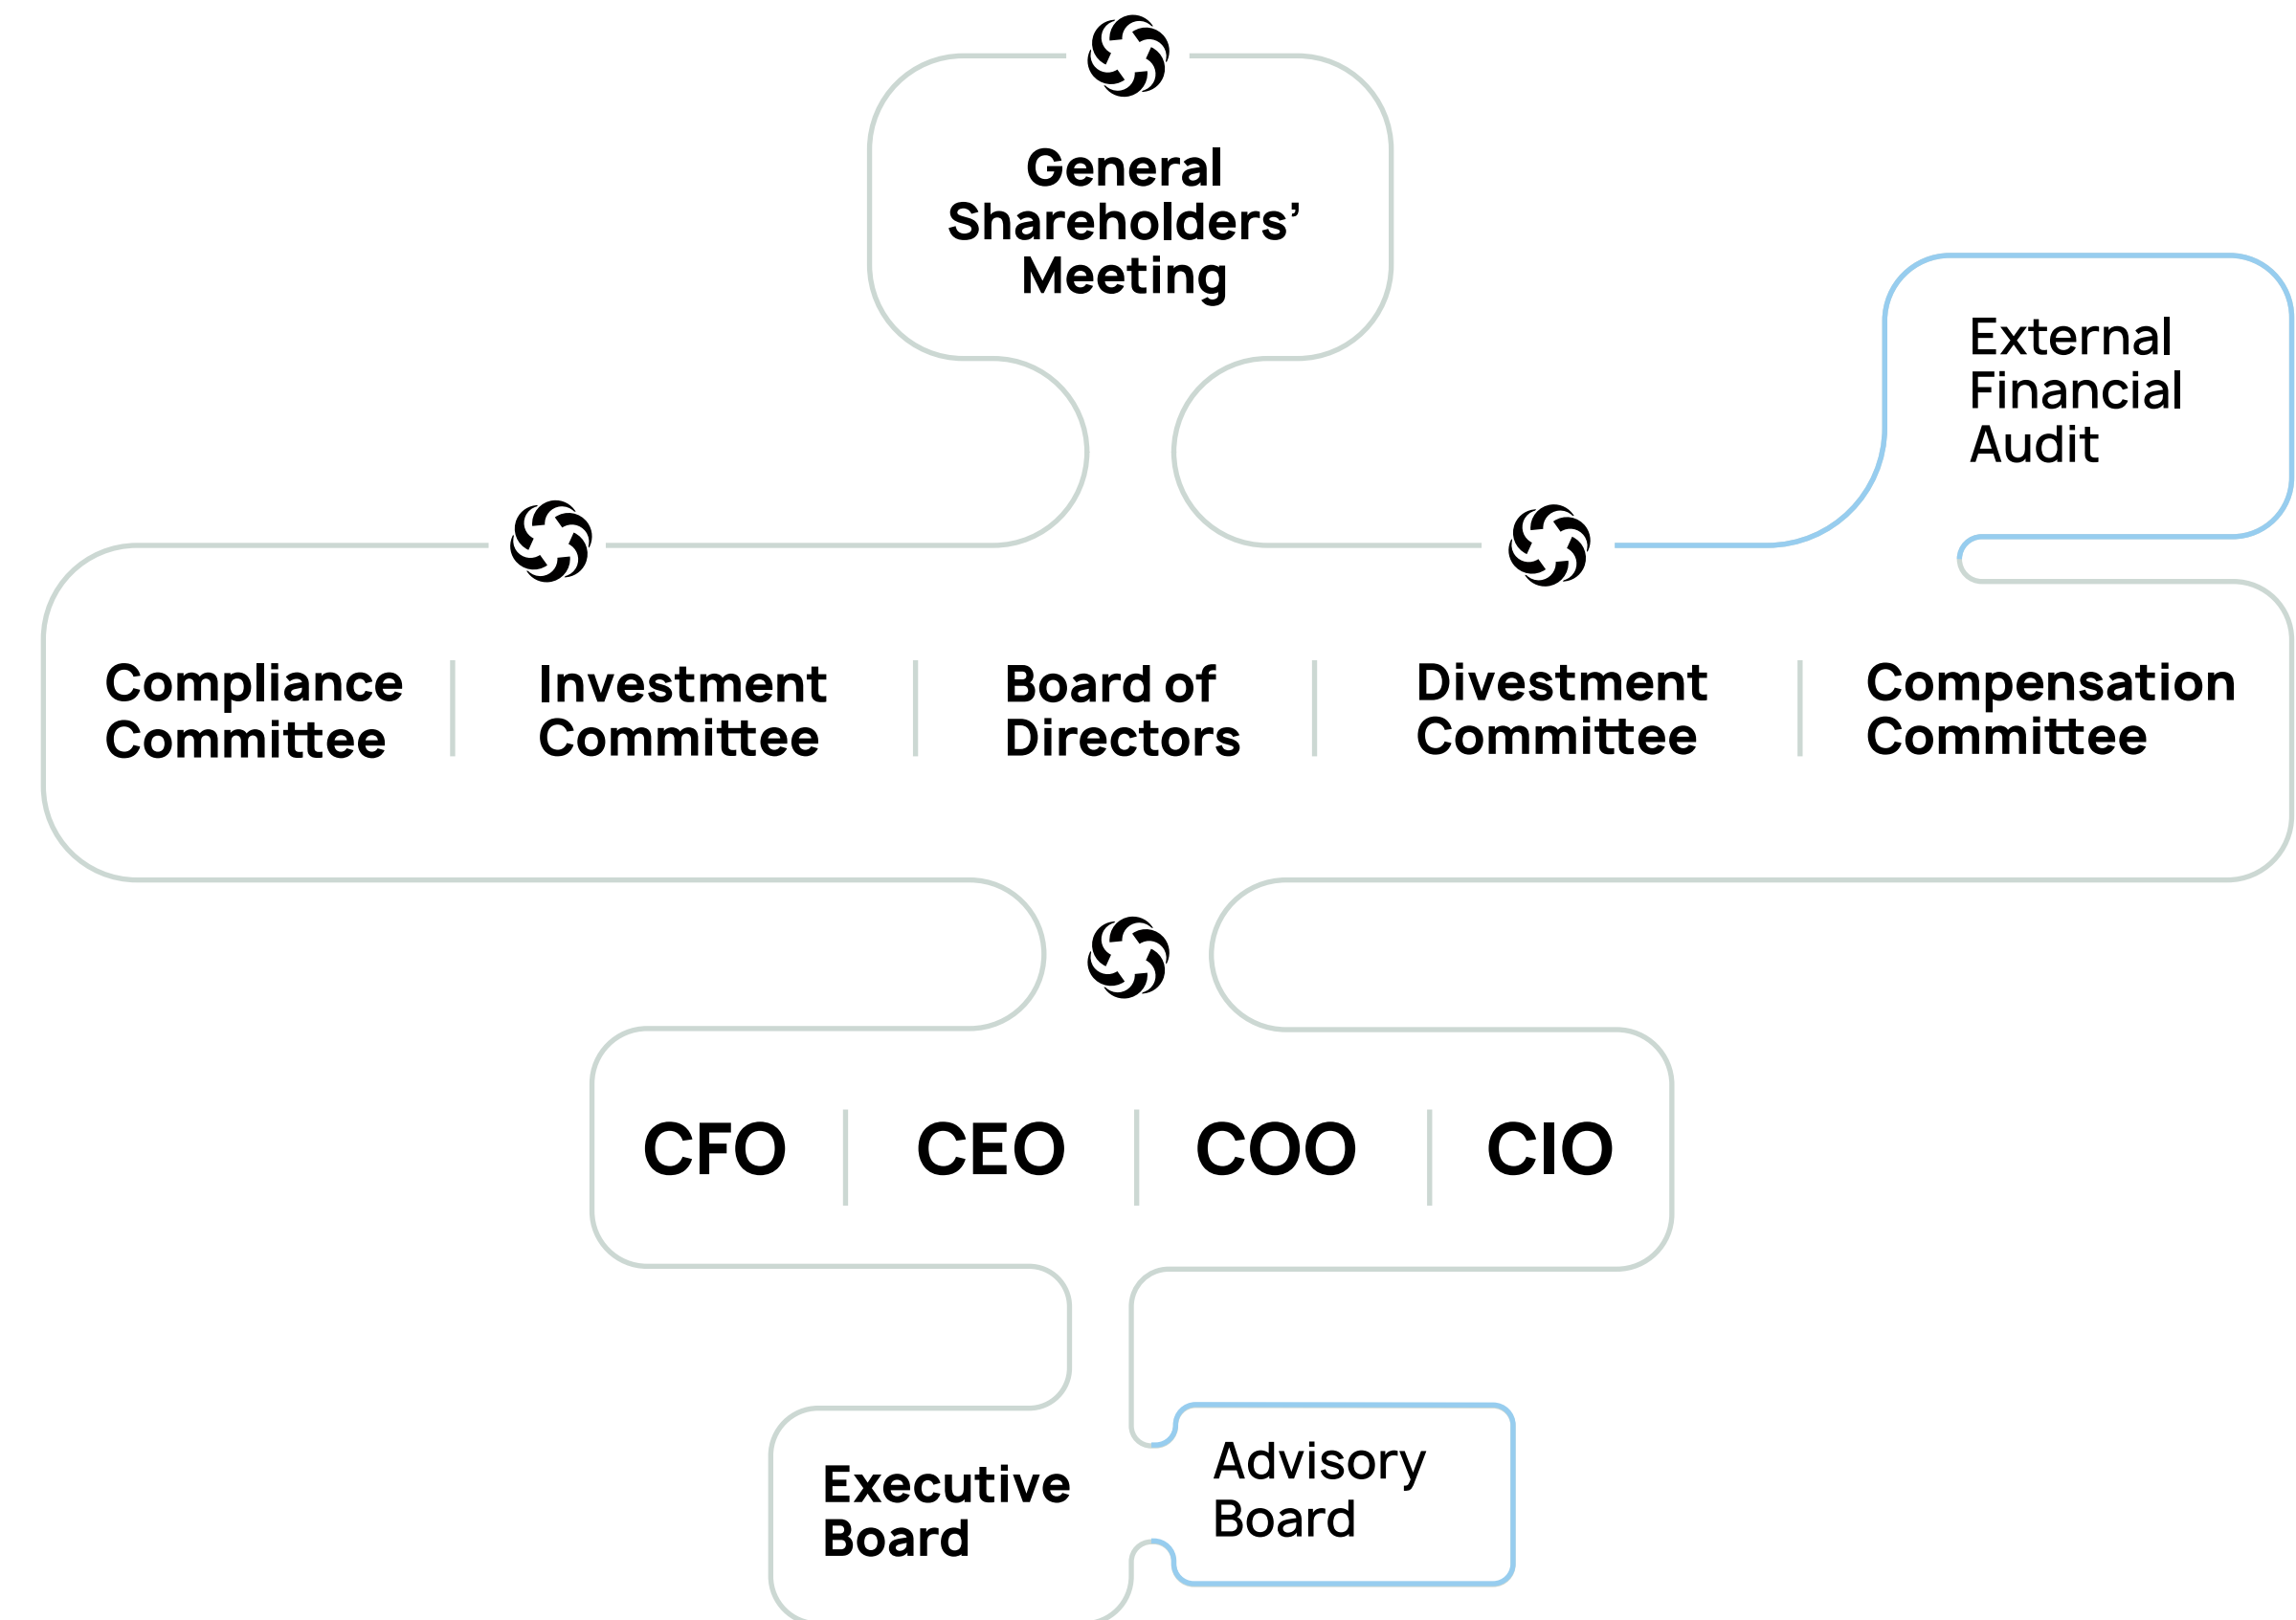 General
Shareholders’
Meeting
External
Financial
Audit
Compliance
Committee
Investment
Committee
Board of
Directors
Divestment
Committee
Compensation
Committee
CFO
CEO
COO
CIO
Executive
Board
Advisory
Board